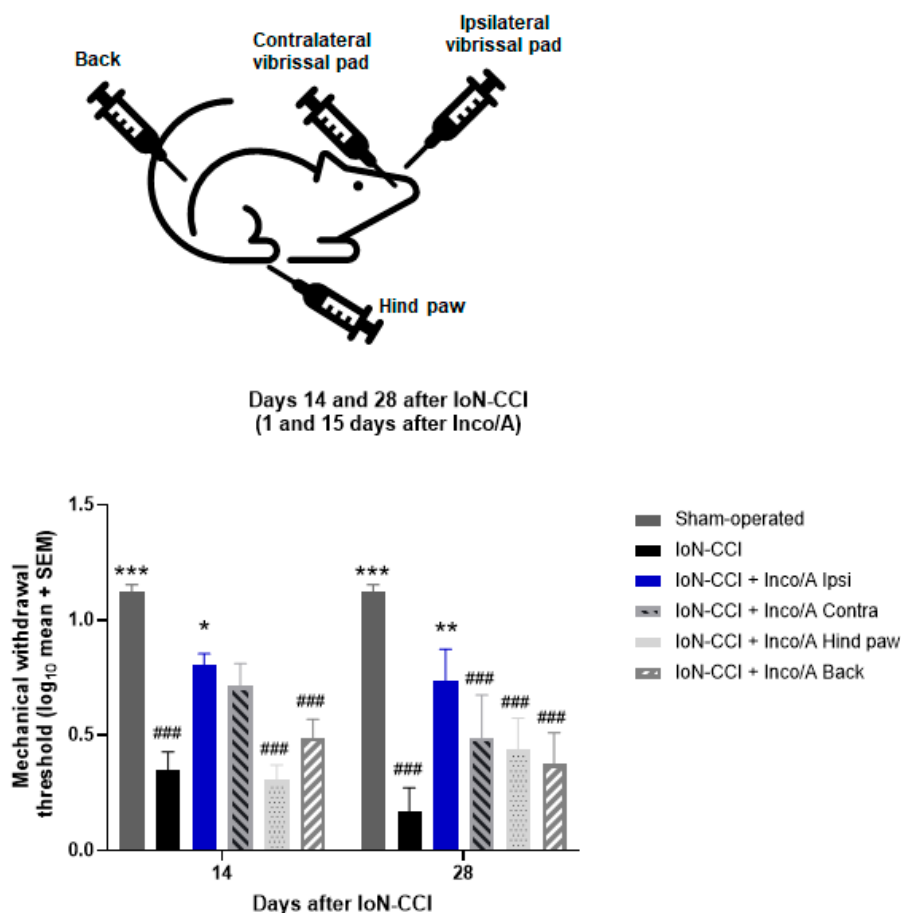 Back
Contralateral
vibrissal pad
Ipsilateral
vibrissal pad
Hind paw
Days 14 and 28 after IoN-CCI
(1 and 15 days after Inco/A)
Mechanical withdrawal
threshold (log10 mean + SEM)
1.5
1.0
0.5
0.0
***
###
*
###
###
***
###
**
###
###
###
14
28
Days after IoN-CCI
Sham-operated
IoN-CCI
IoN-CCI + Inco/A Ipsi
IoN-CCI + Inco/A Contra
IoN-CCI + Inco/A Hind paw
IoN-CCI + Inco/A Back